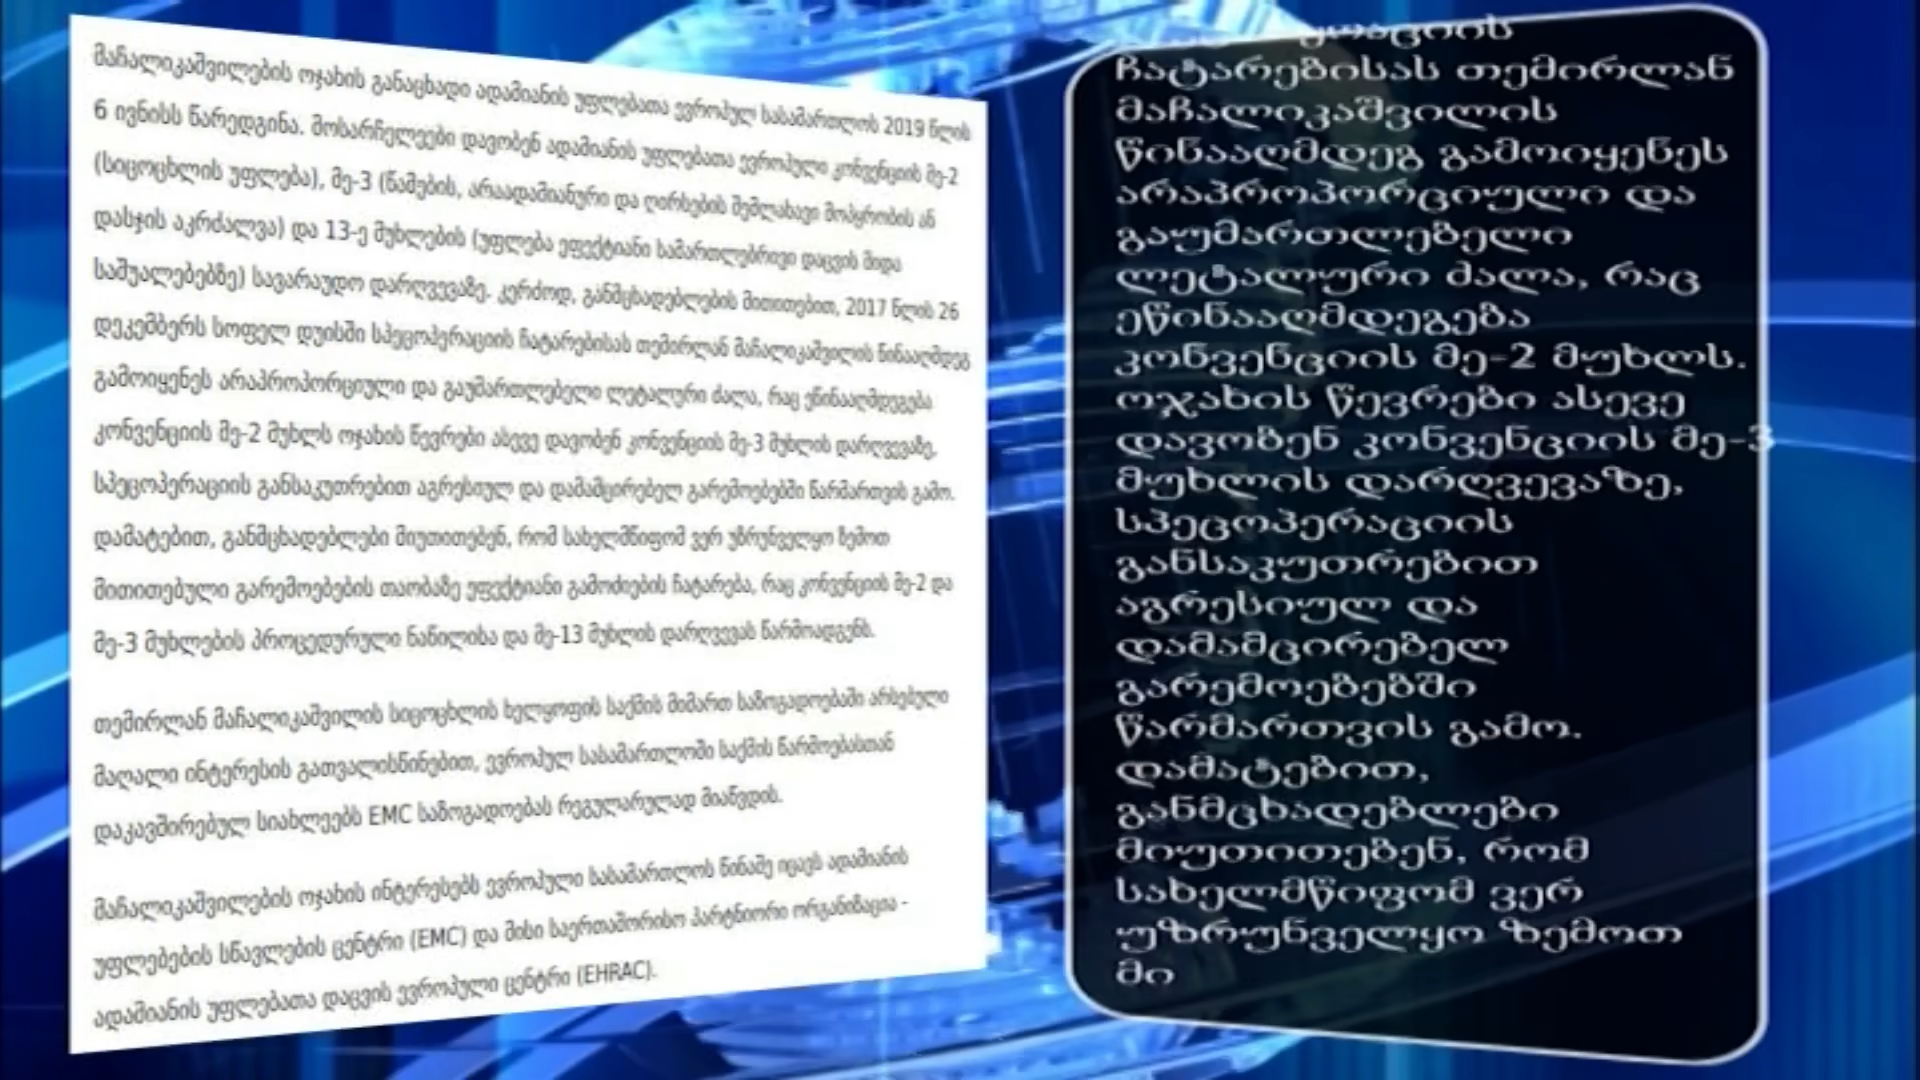 მაჩალიკაშვილების ოჯახის განაცხადი ადამიანის უფლებათა ევროპულ სასამართლოს 2019 წლის
6 ივნისს წარედგინა. მოსარჩელეები დავობენ ადამიანის უფლებათა ევროპული კონვენციის მე-2
(სიცოცხლის უფლება), მე-3 (წამების, არაადამიანური და ღირსების შემლახავი მოპყრობის ან
დასჯის აკრძალვა) და 13-ე მუხლების (უფლება ეფექტიანი სამართლებრივი დაცვის შიდა
საშუალებებზე) სავარაუდო დარღვევაზე. კერძოდ, განმცხადებლების მითითებით, 2017 წლის 26
დეკემბერს სოფელ დუისში სპეცოპერაციის ჩატარებისას თემირლან მაჩალიკაშვილის წინააღმდეგ
გამოიყენეს არაპროპორციული და გაუმართლებელი ლეტალური ძალა, რაც ეწინააღმდეგება
კონვენციის მე-2 მუხლს ოჯახის წევრები ასევე დავობენ კონვენციის მე-3 მუხლის დარღვევაზე,
სპეცოპერაციის განსაკუთრებით აგრესიულ და დამამცირებელ გარემოებებში წარმართვის გამო.
დამატებით, განმცხადებლები მიუთითებენ, რომ სახელმწიფომ ვერ უზრუნველყო ზემოთ
მითითებული გარემოებების თაობაზე ეფექტიანი გამოძიების ჩატარება, რაც კონვენციის მე-2 და
მე-3 მუხლების პროცედურული ნაწილისა და მე-13 მუხლის დარღვევას წარმოადგენს.
თემირლან მაჩალიკაშვილის სიცოცხლის ხელყოფის საქმის მიმართ საზოგადოებაში არსებული
მაღალი ინტერესის გათვალისწინებით, ევროპულ სასამართლოში საქმის წარმოებასთან
დაკავშირებულ სიახლეებს EMC საზოგადოებას რეგულარულად მიაწვდის.
მაჩალიკაშვილების ოჯახის ინტერესებს ევროპული სასამართლოს წინაშე იცავს ადამიანის
უფლებების სწავლების ცენტრი (EMC) და მისი საერთაშორისო პარტნიორი ორგანიზაცია -
ადამიანის უფლებათა დაცვის ევროპული ცენტრი (EHRAC).
ჩატარებისას თემირლან
მაჩალიკაშვილის
წინააღმდეგ გამოიყენეს
არაპროპორციული და
გაუმართლებელი
ლეტალური ძალა, რაც
ეწინააღმდეგება
კონვენციის მე-2 მუხლს.
ოჯახის წევრები ასევე
დავობენ კონვენციის მე-3
მუხლის დარღვევაზე,
სპეცოპერაციის
განსაკუთრებით
აგრესიულ და
დამამცირებელ
გარემოებებში
წარმართვის გამო.
დამატებით,
განმცხადებლები
მიუთითებენ, რომ
სახელმწიფომ ვერ
უზრუნველყო ზემოთ
მი